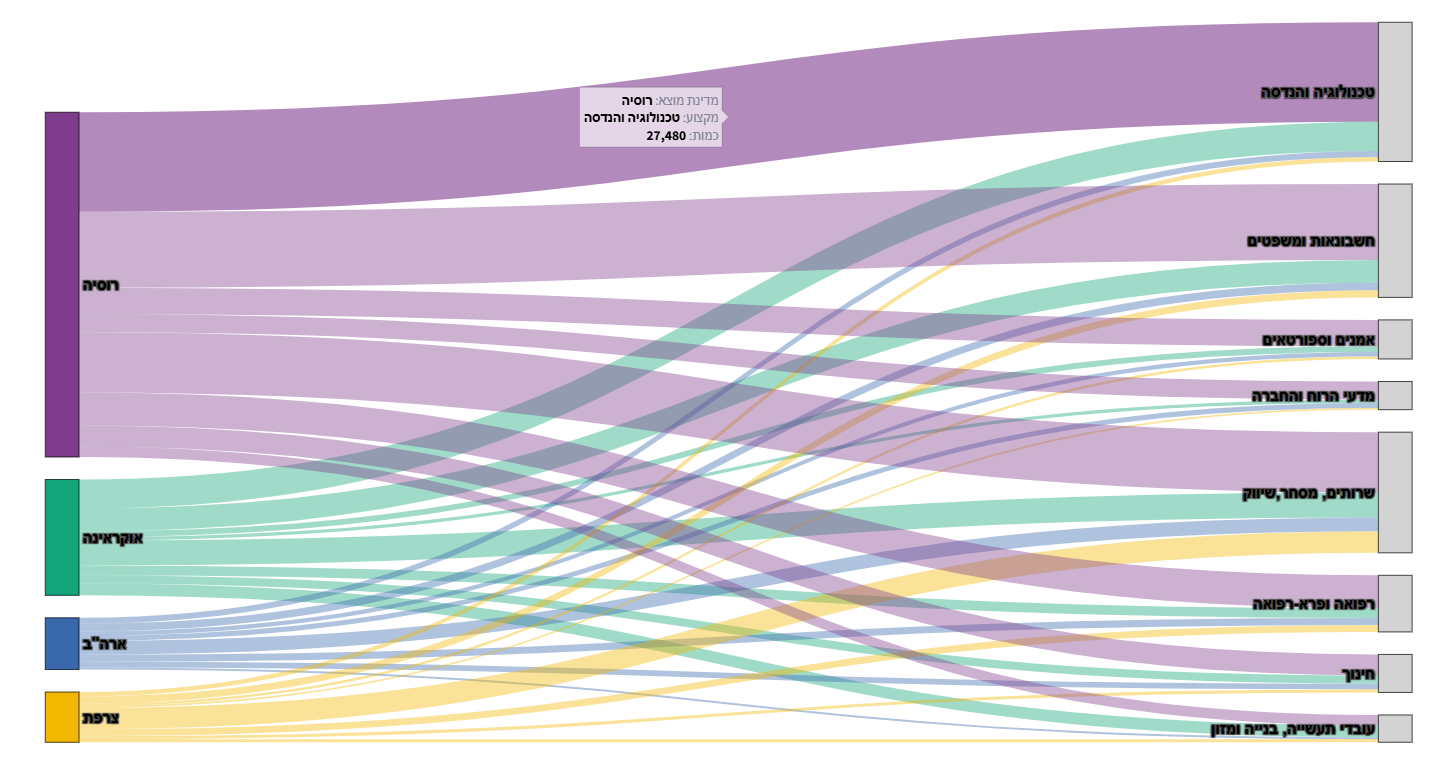 טכנולוגיה והנדסה
מדינת מוצא: רוסיה
מקצוע: טכנולוגיה והנדסה
כמות: 27,480
חשבונאות ומשפטים
רוסיה
אמנים וספורטאים
מדעי הרוח והחברה
שרותים, מסחר,שיווק
אוקראינה
רפואה ופרא-רפואה
ארה"ב
חינוך
צרפת
עובדי תעשייה, בנייה ומזון